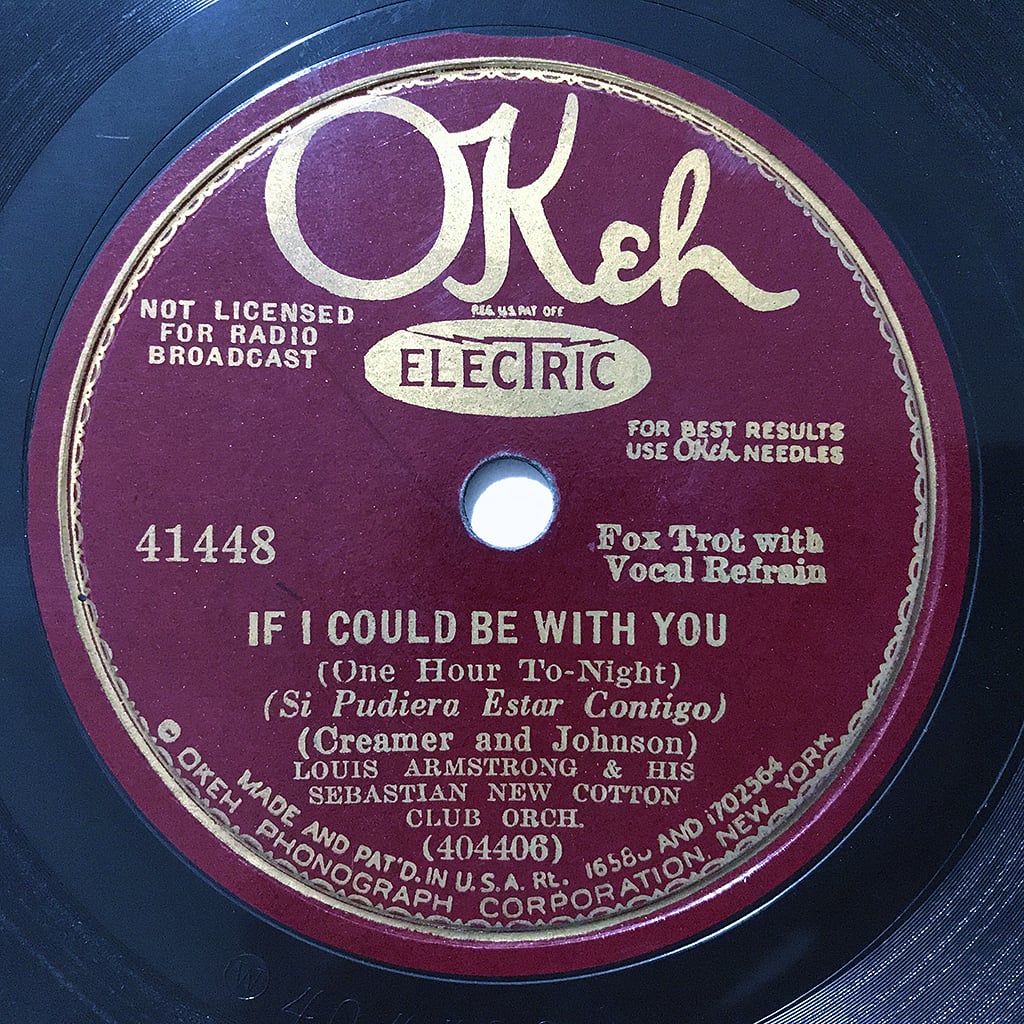 OKeh
REG. U.S. PAT OFF
ELECTRIC
NOT LICENSED
FOR RADIO
BROADCAST
FOR BEST RESULTS
USE OKeh NEEDLES
41448
Fox Trot with
Vocal Refrain
IF I COULD BE WITH YOU
(One Hour To-Night)
(Si Pudiera Estar Contigo)
(Creamer and Johnson)
LOUIS ARMSTRONG & HIS
SEBASTIAN NEW COTTON
CLUB ORCH.
(404406)
MADE AND PAT'D. IN U.S.A. RE. AND 1702564
OKEH PHONOGRAPH CORPORATION, NEW YORK
W